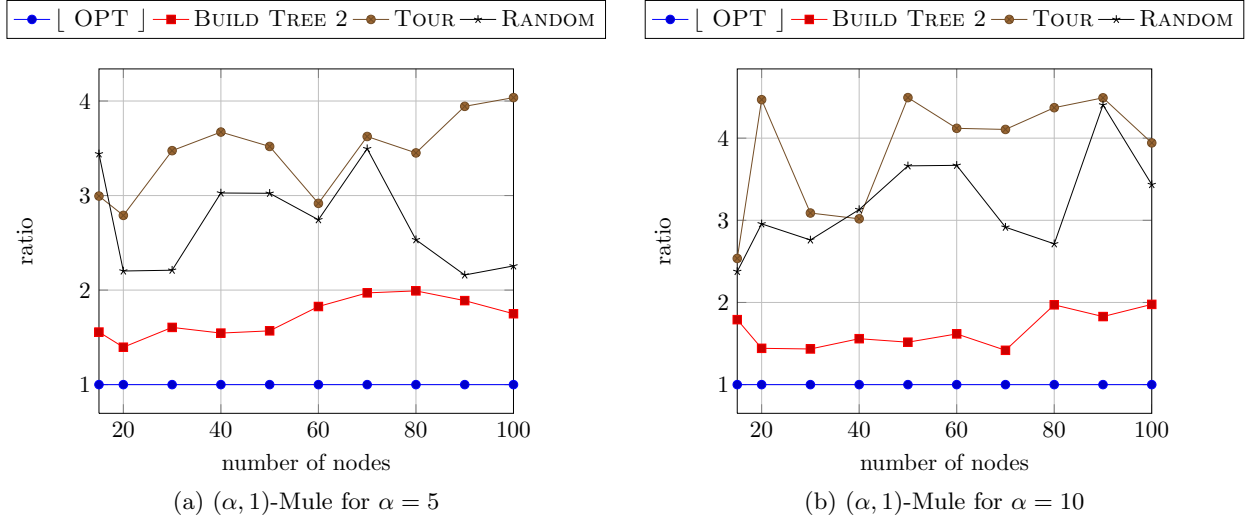 ⌊ OPT ⌋ BUILD TREE 2 TOUR RANDOM
4
3
2
1
ratio
20 40 60 80 100
number of nodes
(a) (α, 1)-Mule for α = 5
⌊ OPT ⌋ BUILD TREE 2 TOUR RANDOM
4
3
2
1
ratio
20 40 60 80 100
number of nodes
(b) (α, 1)-Mule for α = 10